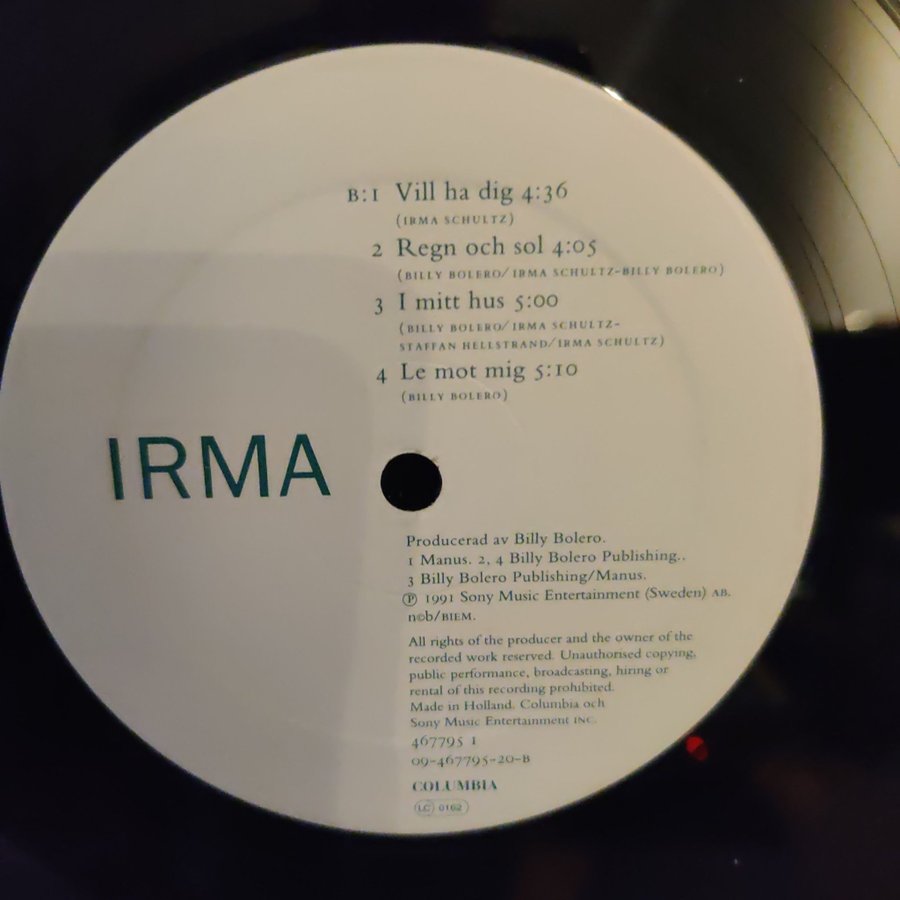 B:1 Vill ha dig 4:36
(IRMA SCHULTZ)
2 Regn och sol 4:05
(BILLY BOLERO/IRMA SCHULTZ-BILLY BOLERO)
3 I mitt hus 5:00
(BILLY BOLERO/IRMA SCHULTZ-
STAFFAN HELLSTRAND/IRMA SCHULTZ)
4 Le mot mig 5:10
(BILLY BOLERO)
IRMA
Producerad av Billy Bolero.
1 Manus. 2, 4 Billy Bolero Publishing..
3 Billy Bolero Publishing/Manus.
℗ 1991 Sony Music Entertainment (Sweden) AB.
n©b/BIEM.
All rights of the producer and the owner of the
recorded work reserved. Unauthorised copying,
public performance, broadcasting, hiring or
rental of this recording prohibited.
Made in Holland. Columbia och
Sony Music Entertainment INC.
467795 1
09-467795-20-B
COLUMBIA
LC 0162